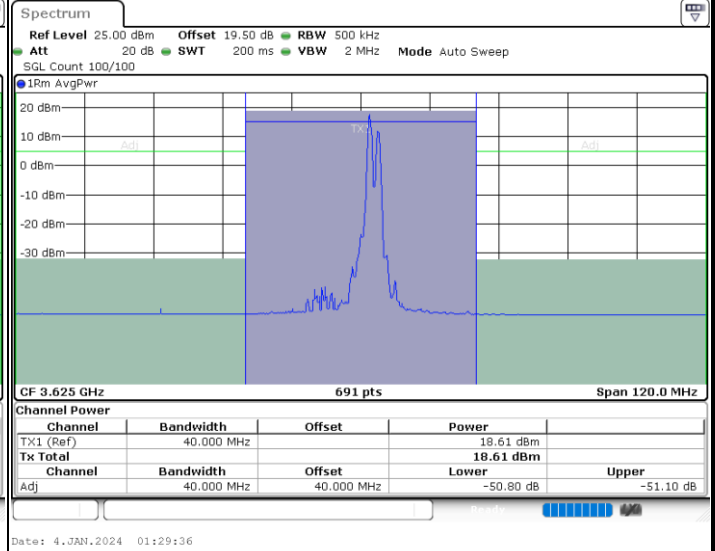 Spectrum
Ref Level 25.00 dBm Offset 19.50 dB RBW 500 kHz
Att 20 dB SWT 200 ms VBW 2 MHz Mode Auto Sweep
SGL Count 100/100
1Rm AvgPwr
20 dBm
TX
10 dBm
Adj Adj
0 dBm
-10 dBm
-20 dBm
-30 dBm
CF 3.625 GHz 691 pts Span 120.0 MHz
Channel Power
Channel Bandwidth Offset Power
TX1 (Ref) 40.000 MHz 18.61 dBm
Tx Total 18.61 dBm
Channel Bandwidth Offset Lower Upper
Adj 40.000 MHz 40.000 MHz -50.80 dB -51.10 dB
Ready
Date: 4.JAN.2024 01:29:36